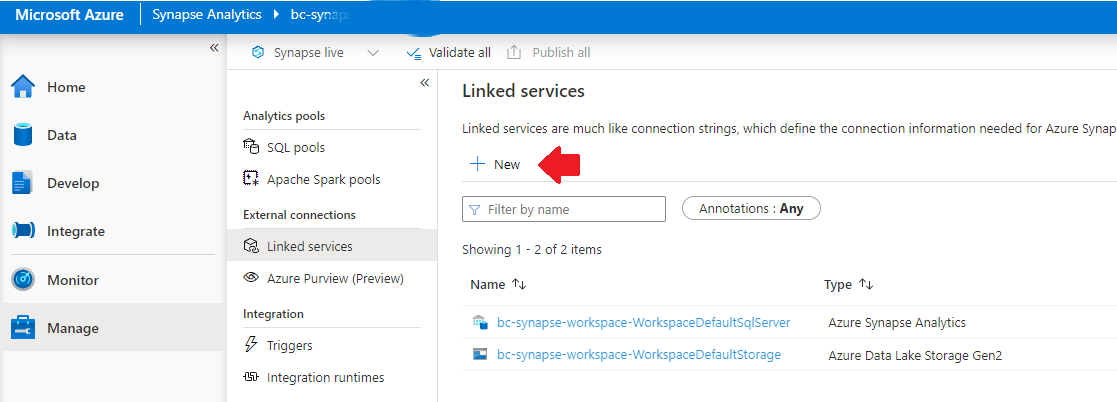 Microsoft Azure Synapse Analytics bc-synaps
« Synapse live Validate all Publish all
Home
Data
Develop
Integrate
Monitor
Manage
«
Analytics pools
SQL pools
Apache Spark pools
External connections
Linked services
Azure Purview (Preview)
Integration
Triggers
Integration runtimes
Linked services
Linked services are much like connection strings, which define the connection information needed for Azure Synap
New
Filter by name Annotations : Any
Showing 1 - 2 of 2 items
Name Type
bc-synapse-workspace-WorkspaceDefaultSqlServer Azure Synapse Analytics
bc-synapse-workspace-WorkspaceDefaultStorage Azure Data Lake Storage Gen2